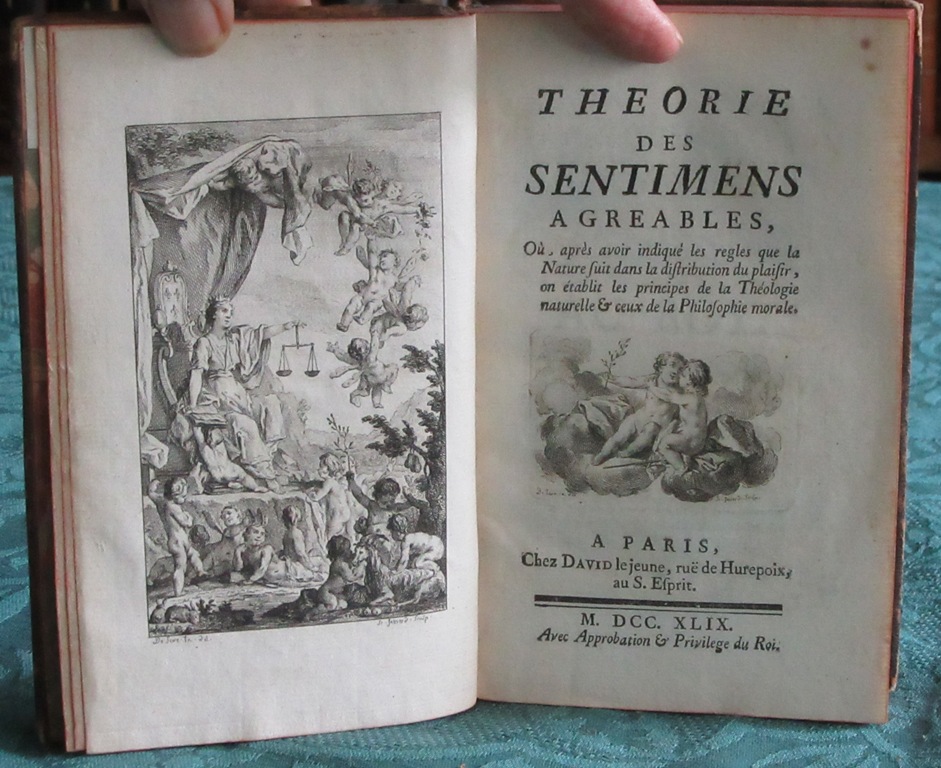 THEORIE
DES
SENTIMENS
AGREABLES,
Où, après avoir indiqué les regles que la
Nature ſuit dans la diſtribution du plaiſir,
on établit les principes de la Théologie
naturelle & ceux de la Philoſophie morale.
A PARIS,
Chez DAVID le jeune, ruë de Hurepoix,
au S. Eſprit.
M. DCC. XLIX.
Avec Approbation & Privilege du Roi.